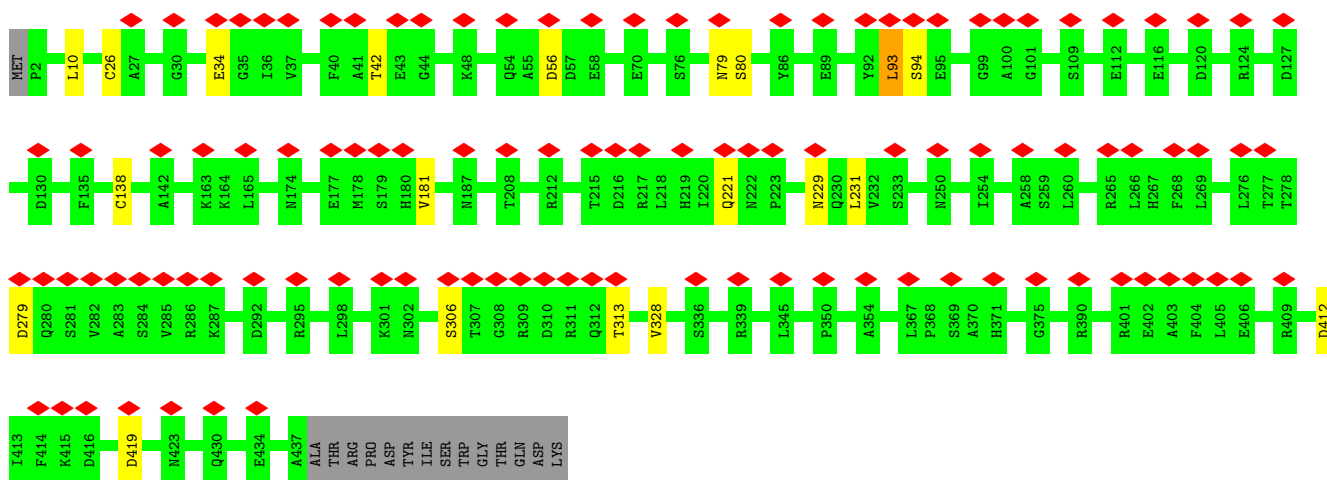 MET P2 L10 C26 A27 G30 E34 G35 I36 V37 F40 A41 T42 E43 G44 K48 Q54 A55 D56 D57 E58 E70 S76 N79 S80 Y86 E89 Y92 L93 S94 E95 G99 A100 G101 S109 E112 E116 D120 R124 D127
D130 F135 C138 A142 K163 K164 L165 N174 E177 M178 S179 H180 V181 N187 T208 R212 T215 D216 R217 L218 H219 I220 Q221 N222 P223 N229 Q230 L231 V232 S233 N250 I254 A258 S259 L260 R265 L266 H267 F268 L269 L276 T277 T278
D279 Q280 S281 V282 A283 S284 V285 R286 K287 D292 R295 L298 K301 N302 S306 T307 G308 R309 D310 R311 Q312 T313 V328 S336 R339 L345 P350 A354 L367 P368 S369 A370 H371 G375 R390 R401 E402 A403 F404 L405 E406 R409 D412
I413 F414 K415 D416 D419 N423 Q430 E434 A437 ALA THR ARG PRO ASP TYR ILE SER TRP GLY THR GLN ASP LYS